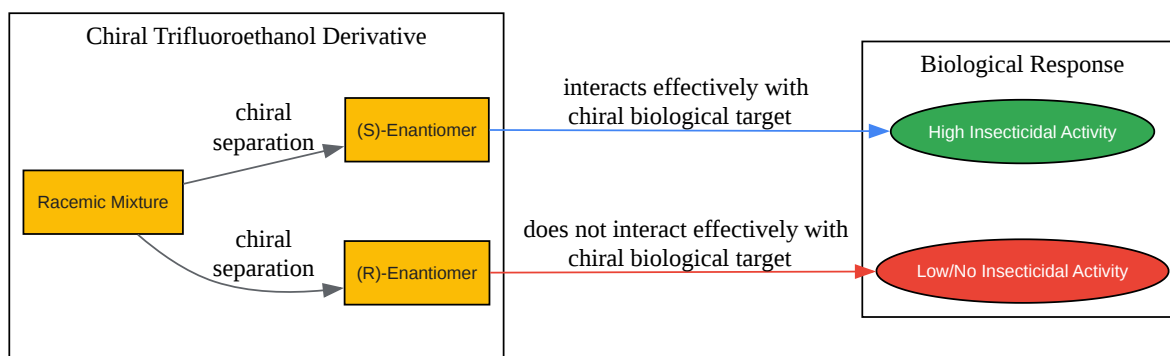 Chiral Trifluoroethanol Derivative
Biological Response
chiral
separation
(S)-Enantiomer
interacts effectively with
chiral biological target
High Insecticidal Activity
Racemic Mixture
chiral
separation
(R)-Enantiomer
does not interact effectively with
chiral biological target
Low/No Insecticidal Activity